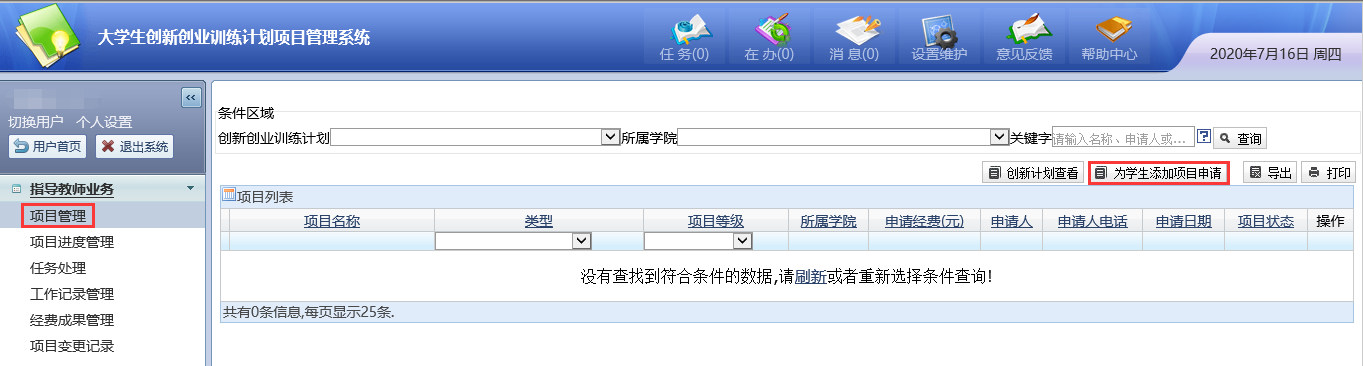 大学生创新创业训练计划项目管理系统
任 务(0) 在 办(0) 消 息(0) 设置维护 意见反馈 帮助中心
2020年7月16日 周四
切换用户 个人设置
用户首页 退出系统
指导教师业务
项目管理
项目进度管理
任务处理
工作记录管理
经费成果管理
项目变更记录
条件区域
创新创业训练计划 所属学院 关键字 请输入名称、申请人或... 查询
创新计划查看 为学生添加项目申请 导出 打印
项目列表
项目名称 类型 项目等级 所属学院 申请经费(元) 申请人 申请人电话 申请日期 项目状态 操作
没有查找到符合条件的数据,请刷新或者重新选择条件查询!
共有0条信息,每页显示25条.